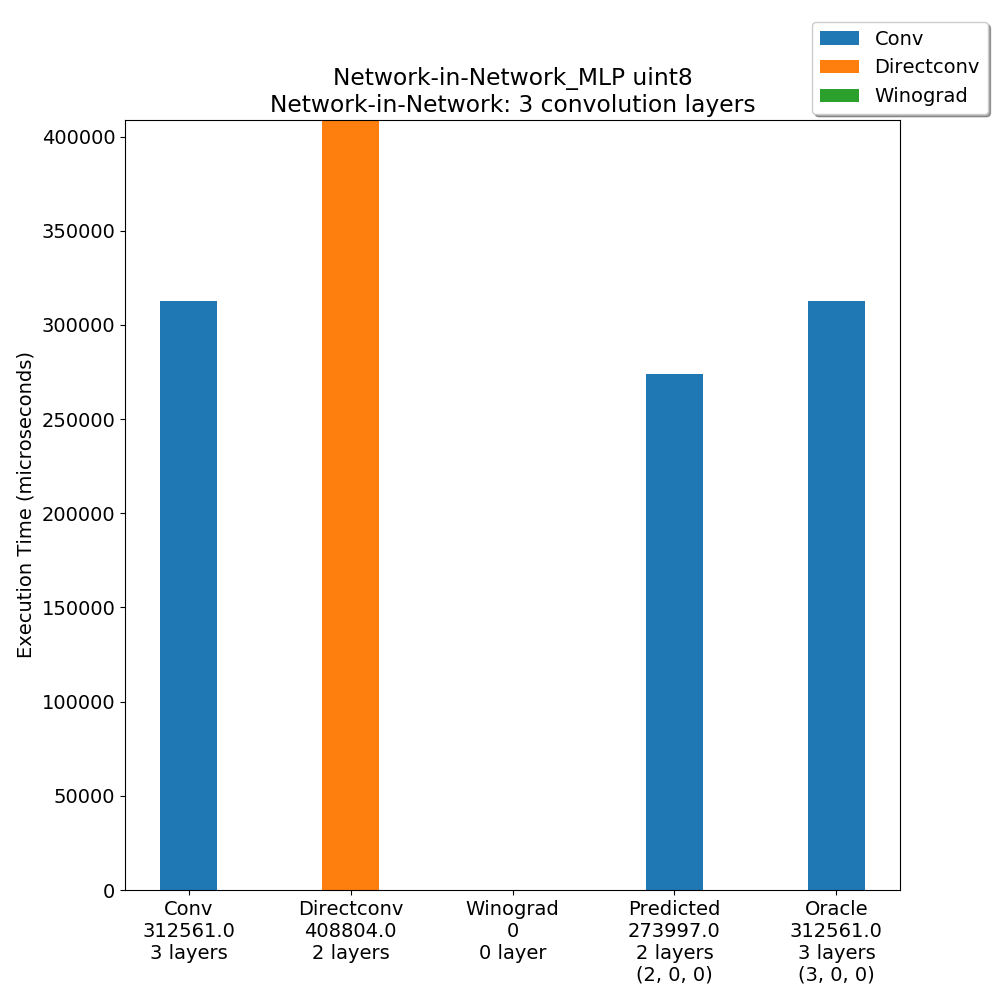 Conv
Directconv
Winograd
Network-in-Network_MLP uint8
Network-in-Network: 3 convolution layers
Execution Time (microseconds)
400000
350000
300000
250000
200000
150000
100000
50000
0
Conv
312561.0
3 layers
Directconv
408804.0
2 layers
Winograd
0
0 layer
Predicted
273997.0
2 layers
(2, 0, 0)
Oracle
312561.0
3 layers
(3, 0, 0)